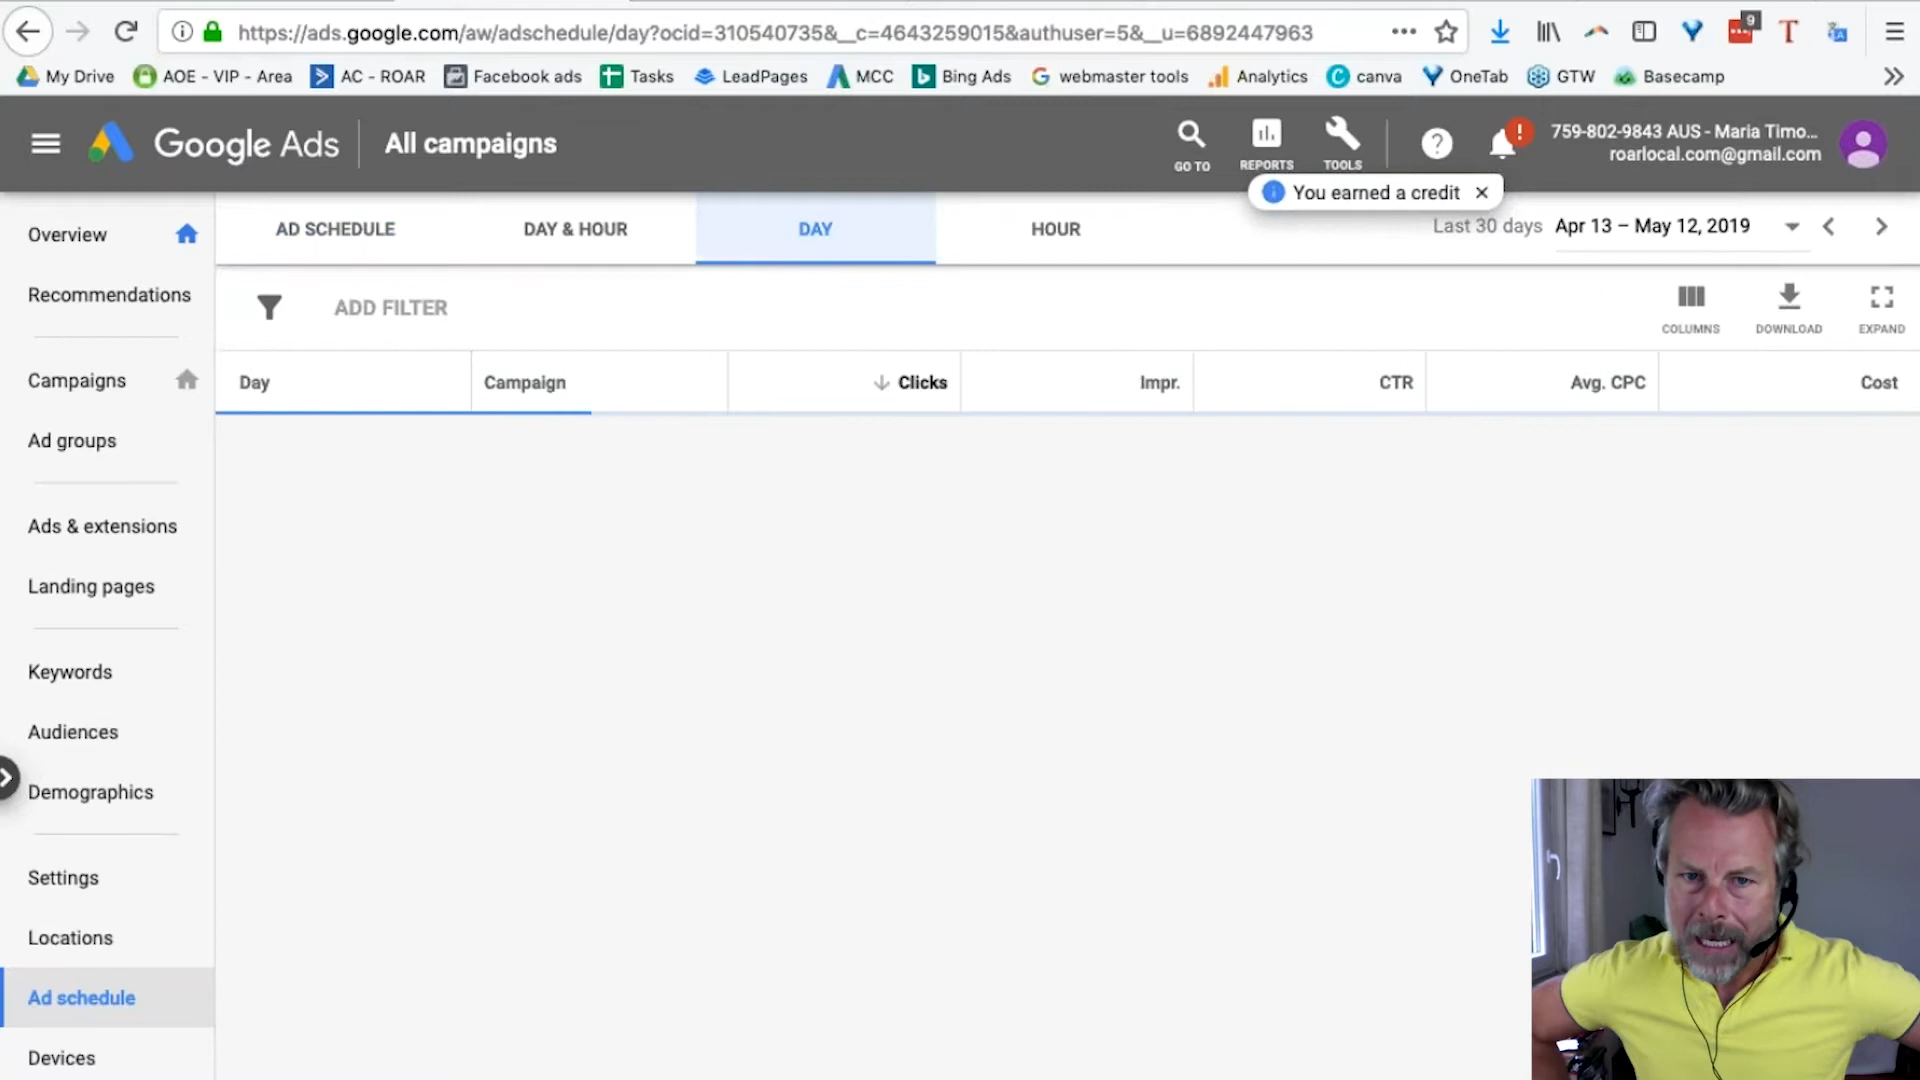 https://ads.google.com/aw/adschedule/day?ocid=310540735&__c=4643259015&authuser=5&__u=6892447963
9
My Drive
AOE - VIP - Area
AC - ROAR
Facebook ads
Tasks
LeadPages
MCC
Bing Ads
webmaster tools
Analytics
canva
OneTab
GTW
Basecamp
Google Ads
All campaigns
GO TO
REPORTS
TOOLS
759-802-9843 AUS - Maria Timo...
roarlocal.com@gmail.com
You earned a credit
AD SCHEDULE
DAY & HOUR
DAY
HOUR
Last 30 days Apr 13 – May 12, 2019
ADD FILTER
COLUMNS
DOWNLOAD
EXPAND
Day
Campaign
Clicks
Impr.
CTR
Avg. CPC
Cost
Overview
Recommendations
Campaigns
Ad groups
Ads & extensions
Landing pages
Keywords
Audiences
Demographics
Settings
Locations
Ad schedule
Devices